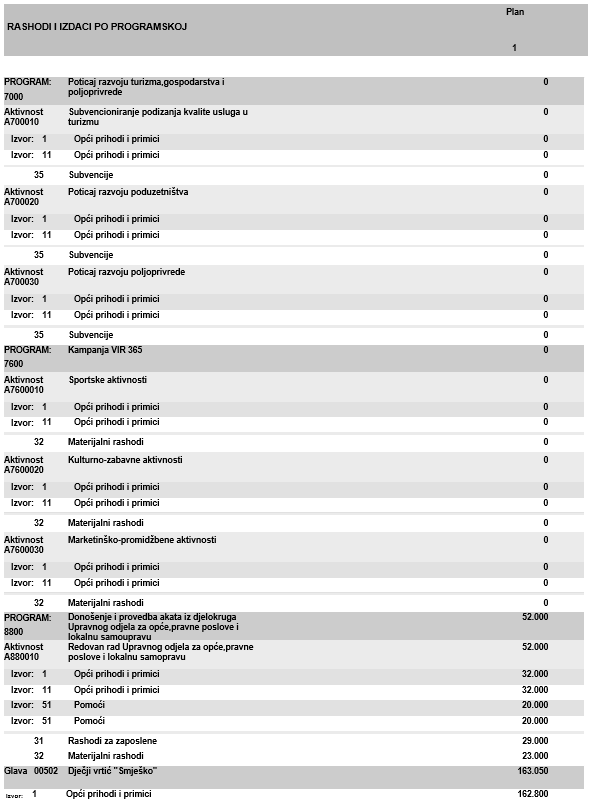 Plan
RASHODI I IZDACI PO PROGRAMSKOJ
1
PROGRAM: Poticaj razvoju turizma,gospodarstva i 0
7000 poljoprivrede
Aktivnost Subvencioniranje podizanja kvalite usluga u 0
A700010 turizmu
Izvor: 1 Opći prihodi i primici 0
Izvor: 11 Opći prihodi i primici 0
35 Subvencije 0
Aktivnost Poticaj razvoju poduzetništva 0
A700020
Izvor: 1 Opći prihodi i primici 0
Izvor: 11 Opći prihodi i primici 0
35 Subvencije 0
Aktivnost Poticaj razvoju poljoprivrede 0
A700030
Izvor: 1 Opći prihodi i primici 0
Izvor: 11 Opći prihodi i primici 0
35 Subvencije 0
PROGRAM: Kampanja VIR 365 0
7600
Aktivnost Sportske aktivnosti 0
A7600010
Izvor: 1 Opći prihodi i primici 0
Izvor: 11 Opći prihodi i primici 0
32 Materijalni rashodi 0
Aktivnost Kulturno-zabavne aktivnosti 0
A7600020
Izvor: 1 Opći prihodi i primici 0
Izvor: 11 Opći prihodi i primici 0
32 Materijalni rashodi 0
Aktivnost Marketinško-promidžbene aktivnosti 0
A7600030
Izvor: 1 Opći prihodi i primici 0
Izvor: 11 Opći prihodi i primici 0
32 Materijalni rashodi 0
PROGRAM: Donošenje i provedba akata iz djelokruga 52.000
8800 Upravnog odjela za opće,pravne poslove i
lokalnu samoupravu
Aktivnost Redovan rad Upravnog odjela za opće,pravne 52.000
A880010 poslove i lokalnu samopravu
Izvor: 1 Opći prihodi i primici 32.000
Izvor: 11 Opći prihodi i primici 32.000
Izvor: 51 Pomoći 20.000
Izvor: 51 Pomoći 20.000
31 Rashodi za zaposlene 29.000
32 Materijalni rashodi 23.000
Glava 00502 Dječji vrtić "Smješko" 163.050
Izvor: 1 Opći prihodi i primici 162.800